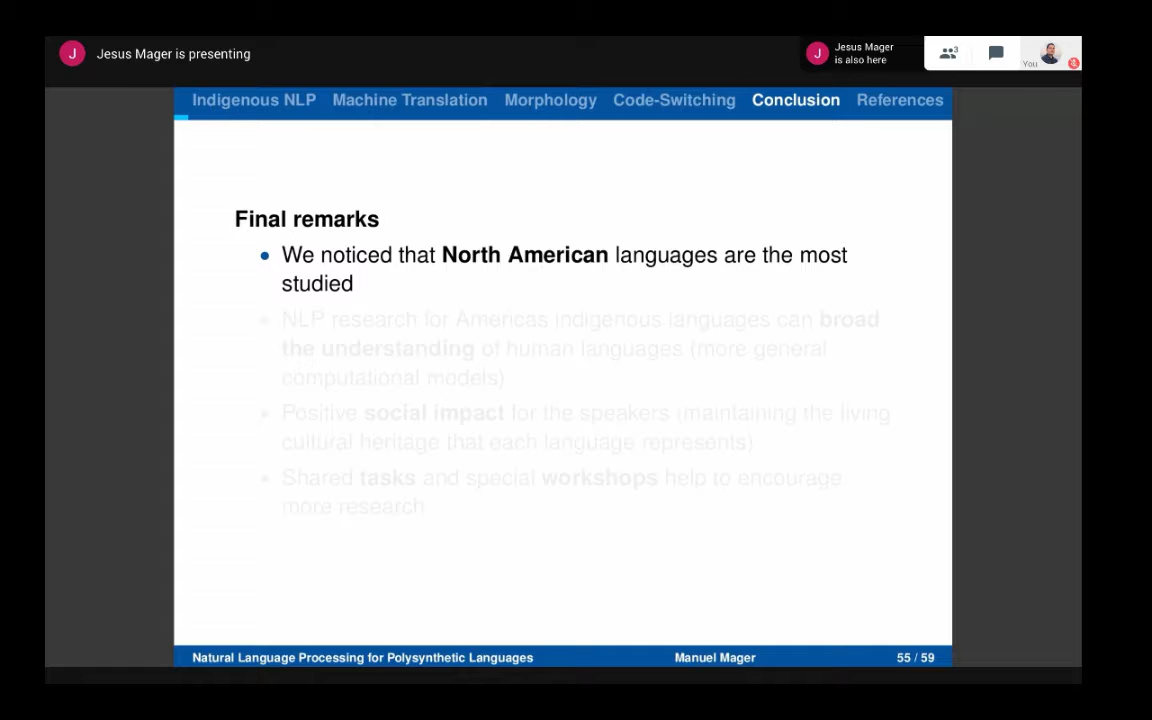 J Jesus Mager is presenting
J Jesus Mager
is also here
3
You
Indigenous NLP Machine Translation Morphology Code-Switching Conclusion References
Final remarks
• We noticed that North American languages are the most
studied
• NLP research for Americas indigenous languages can broad
the understanding of human languages (more general
computational models)
• Positive social impact for the speakers (maintaining the living
cultural heritage that each language represents)
• Shared tasks and special workshops help to encourage
more research
Natural Language Processing for Polysynthetic Languages Manuel Mager 55 / 59